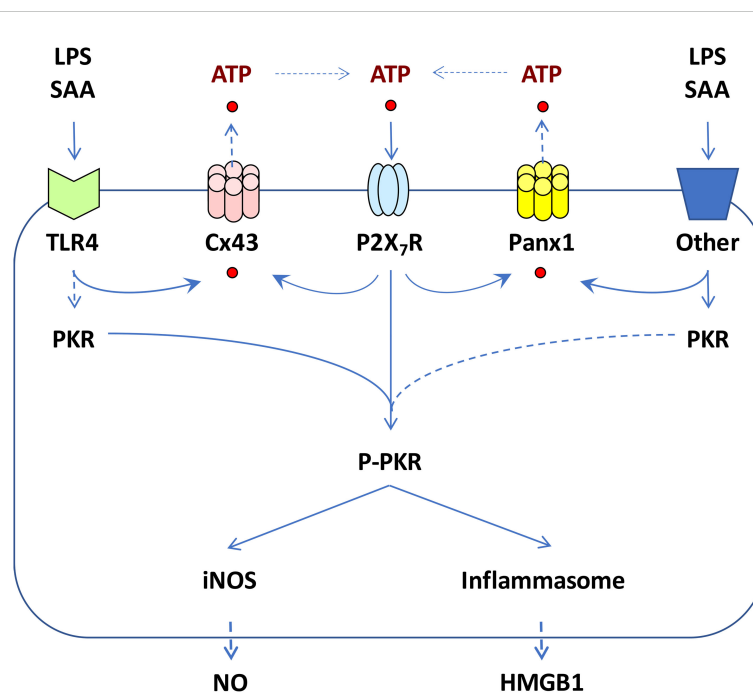 LPS
SAA
ATP
ATP
ATP
LPS
SAA
TLR4
Cx43
P2X₇R
Panx1
Other
PKR
PKR
P-PKR
iNOS
Inflammasome
NO
HMGB1